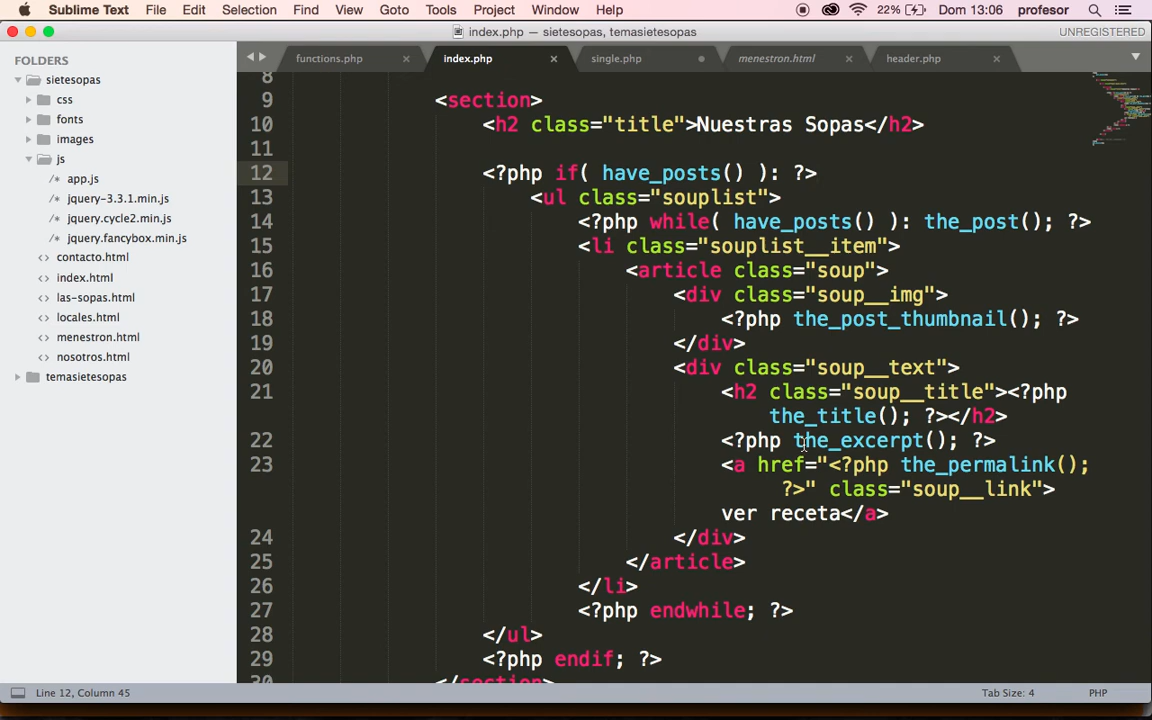 Sublime Text File Edit Selection Find View Goto Tools Project Window Help 22% Dom 13:06 profesor
index.php — sietesopas, temasietesopas UNREGISTERED
FOLDERS
sietesopas
css
fonts
images
js
/* app.js
/* jquery-3.3.1.min.js
/* jquery.cycle2.min.js
/* jquery.fancybox.min.js
<> contacto.html
<> index.html
<> las-sopas.html
<> locales.html
<> menestron.html
<> nosotros.html
temasietesopas
functions.php × index.php × single.php menestron.html × header.php ×
8
9 <section>
10 <h2 class="title">Nuestras Sopas</h2>
11
12 <?php if( have_posts() ): ?>
13 <ul class="souplist">
14 <?php while( have_posts() ): the_post(); ?>
15 <li class="souplist__item">
16 <article class="soup">
17 <div class="soup__img">
18 <?php the_post_thumbnail(); ?>
19 </div>
20 <div class="soup__text">
21 <h2 class="soup__title"><?php
the_title(); ?></h2>
22 <?php the_excerpt(); ?>
23 <a href="<?php the_permalink();
?>" class="soup__link">
ver receta</a>
24 </div>
25 </article>
26 </li>
27 <?php endwhile; ?>
28 </ul>
29 <?php endif; ?>
30 </section>
Line 12, Column 45 Tab Size: 4 PHP